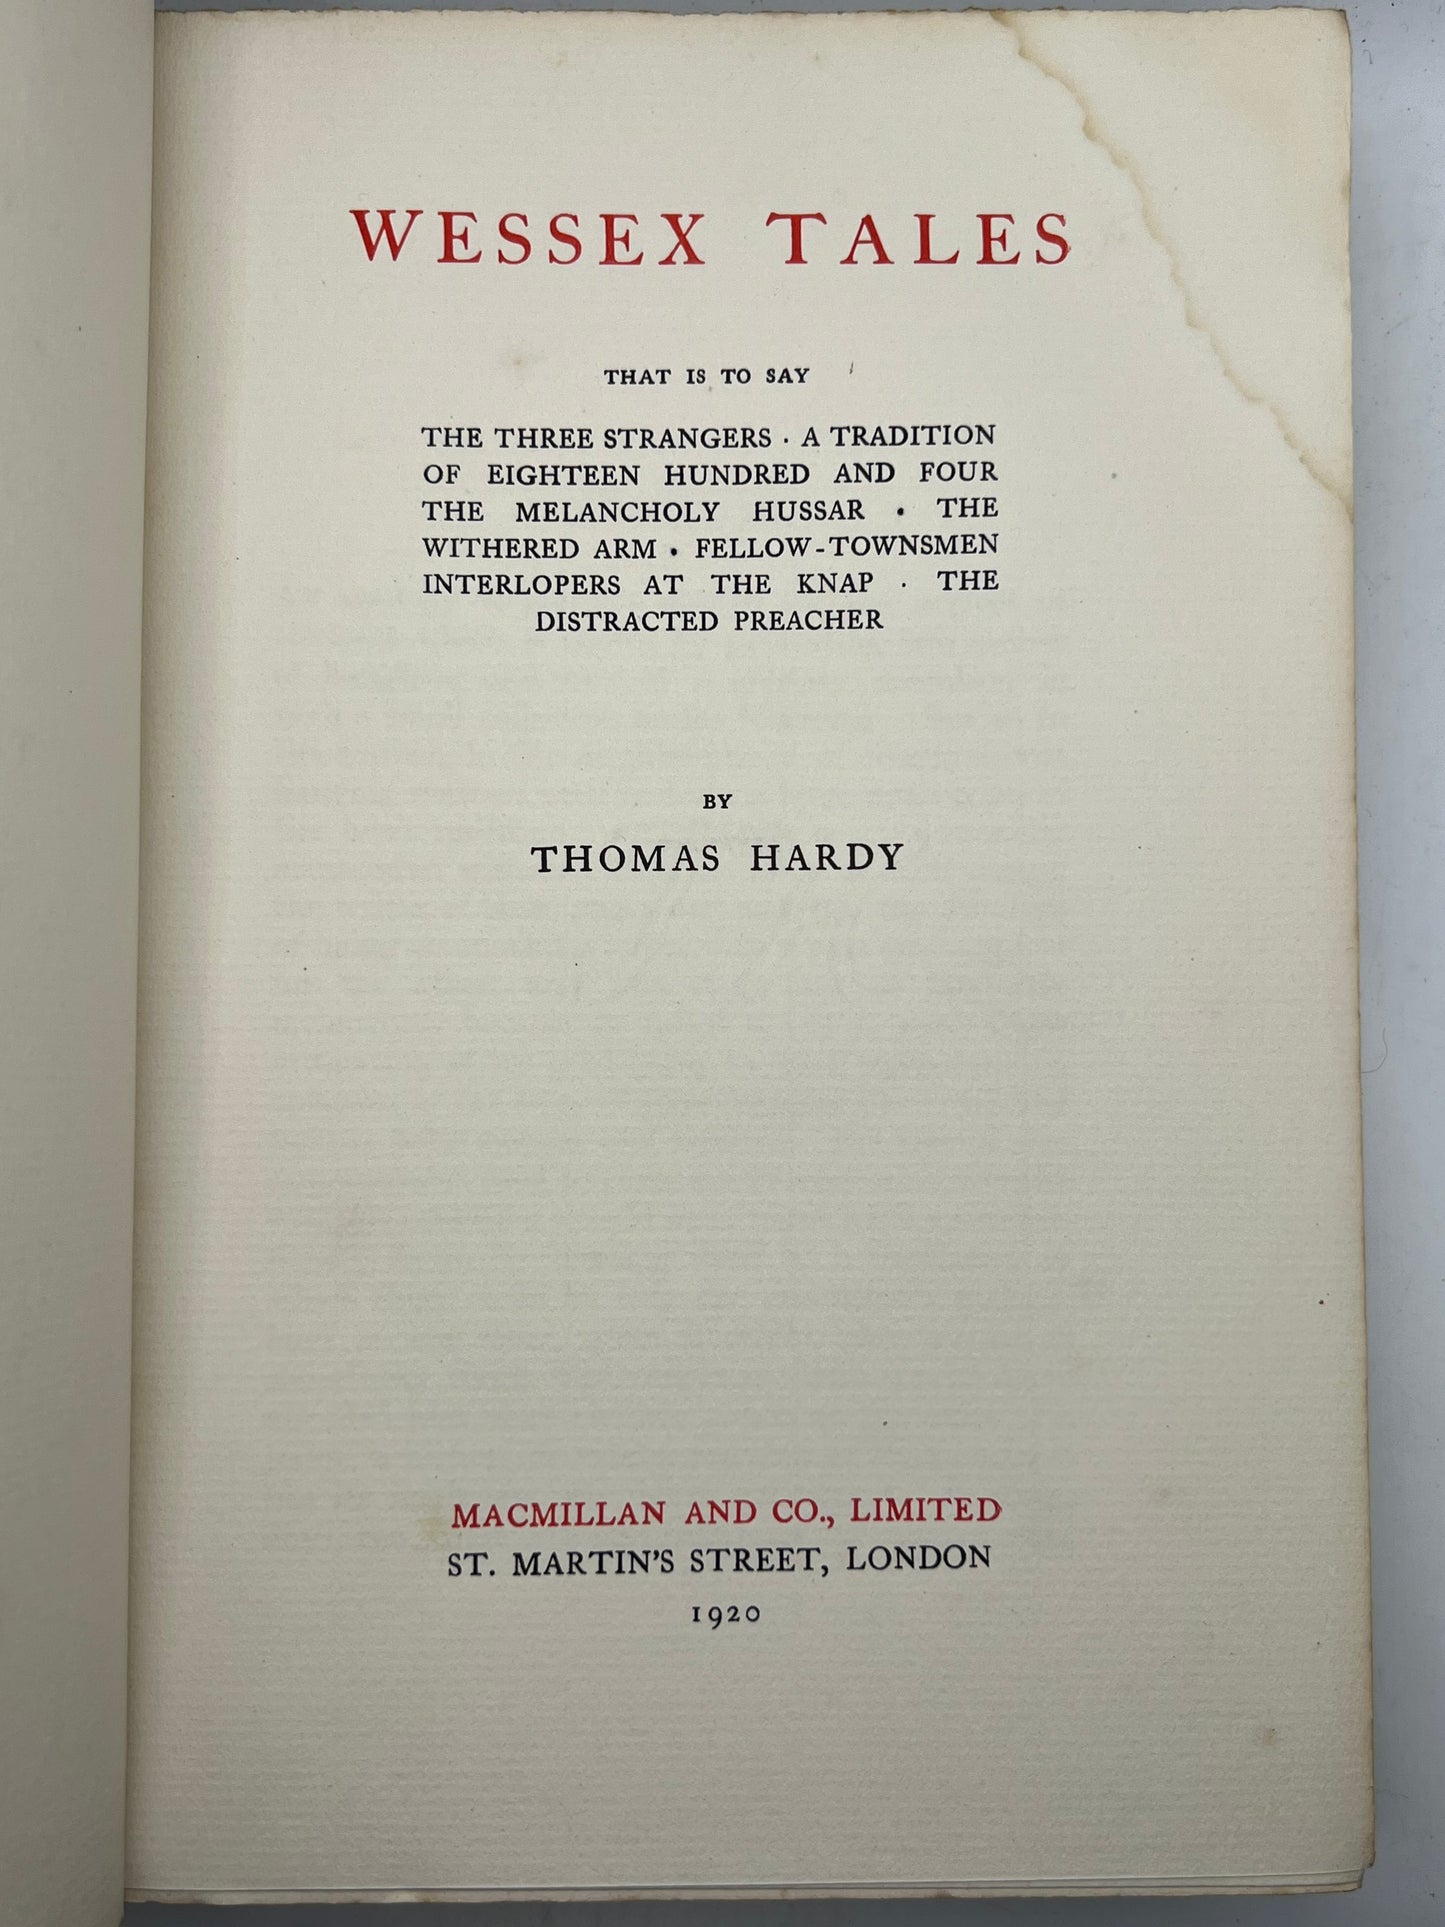 WESSEX TALES
THAT IS TO SAY
THE THREE STRANGERS · A TRADITION
OF EIGHTEEN HUNDRED AND FOUR
THE MELANCHOLY HUSSAR · THE
WITHERED ARM · FELLOW-TOWNSMEN
INTERLOPERS AT THE KNAP · THE
DISTRACTED PREACHER
BY
THOMAS HARDY
MACMILLAN AND CO., LIMITED
ST. MARTIN'S STREET, LONDON
1920